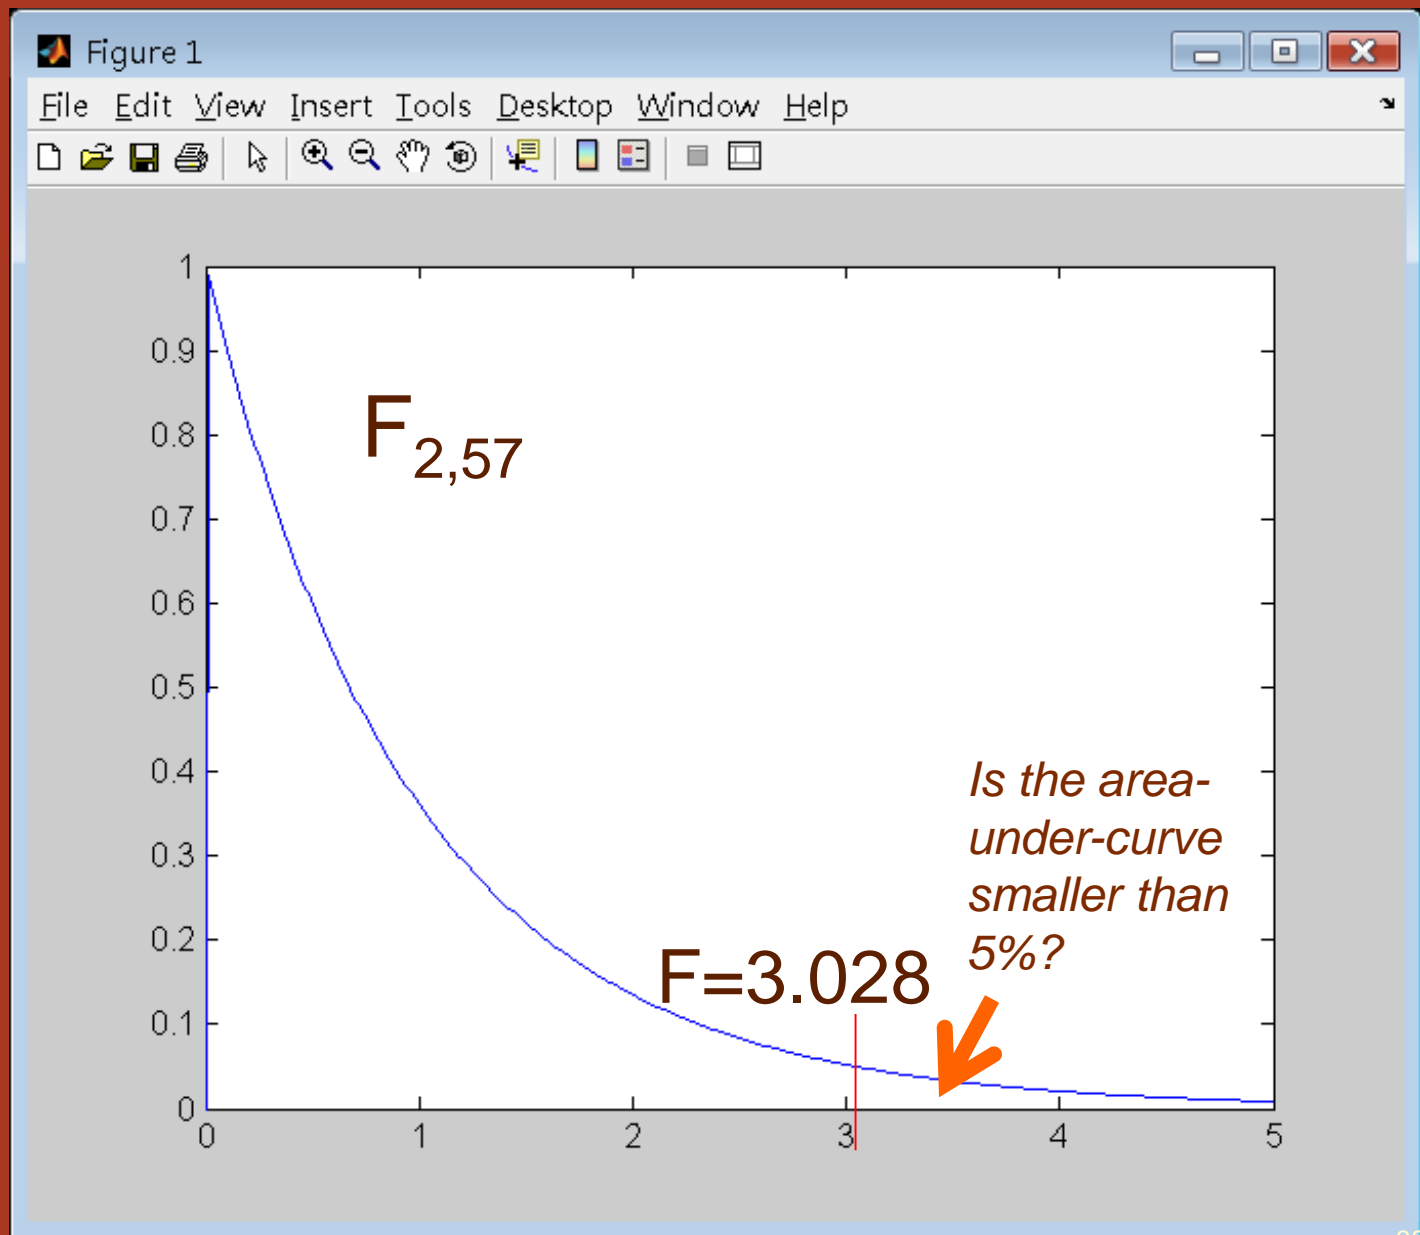 Figure 1
File Edit View Insert Tools Desktop Window Help
1
0.9
0.8
0.7
0.6
0.5
0.4
0.3
0.2
0.1
0
F2,57
Is the area-
under-curve
smaller than
5%?
F=3.028
0 1 2 3 4 5